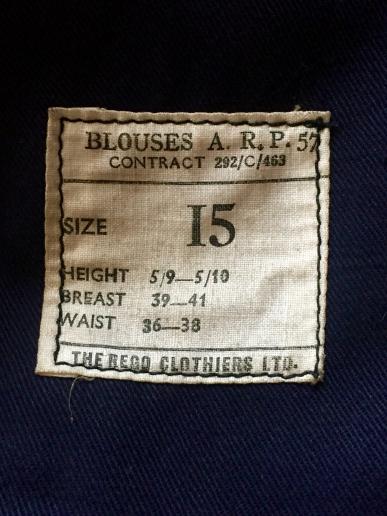 BLOUSES A. R. P. 57
CONTRACT 292/C/463
SIZE 15
HEIGHT 5/9—5/10
BREAST 39—41
WAIST 36—38
THE REGO CLOTHIERS LTD.